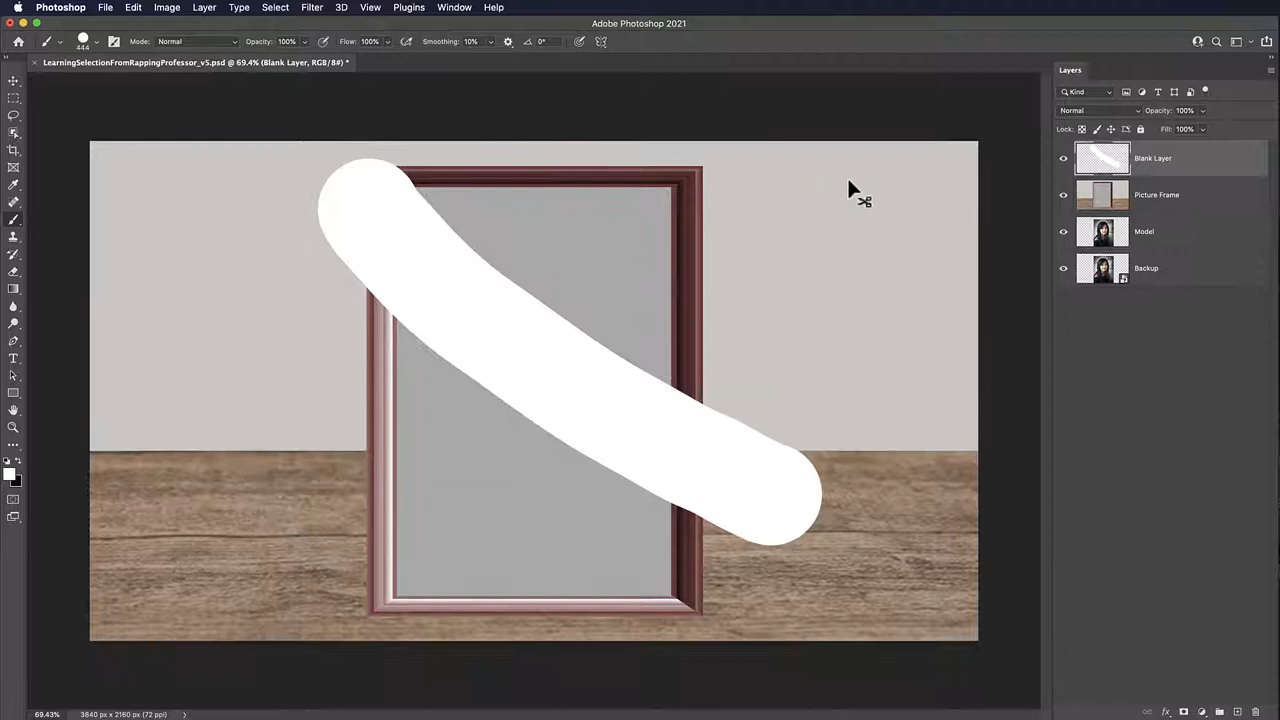 Photoshop File Edit Image Layer Type Select Filter 3D View Plugins Window Help
Adobe Photoshop 2021
444 Mode: Normal Opacity: 100% Flow: 100% Smoothing: 10% 0°
LearningSelectionFromRappingProfessor_v5.psd @ 69.4% (Blank Layer, RGB/8#) *
Layers
Kind
Normal Opacity: 100%
Lock: Fill: 100%
Blank Layer
Picture Frame
Model
Backup
69.43% 3840 px x 2160 px (72 ppi)